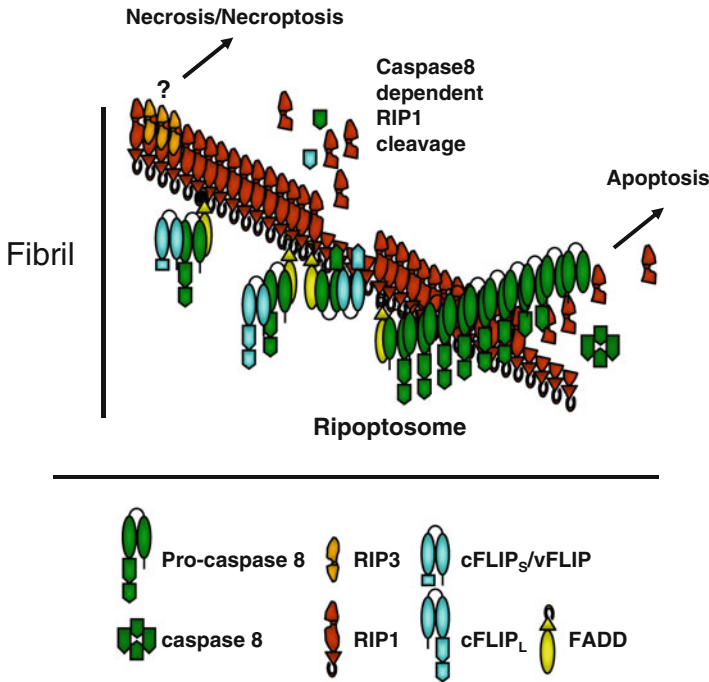 Necrosis/Necroptosis
?
Caspase8
dependent
RIP1
cleavage
Apoptosis
Fibril
Ripoptosome
Pro-caspase 8
RIP3
cFLIPS/vFLIP
caspase 8
RIP1
cFLIPL
FADD